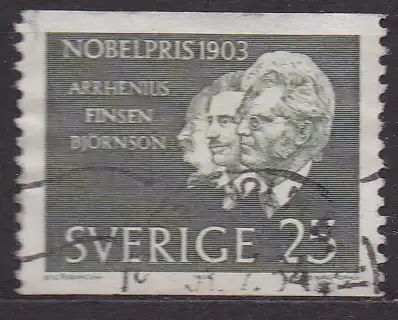 NOBELPRIS 1903
ARRHENIUS
FINSEN
BJÖRNSON
SVERIGE 25